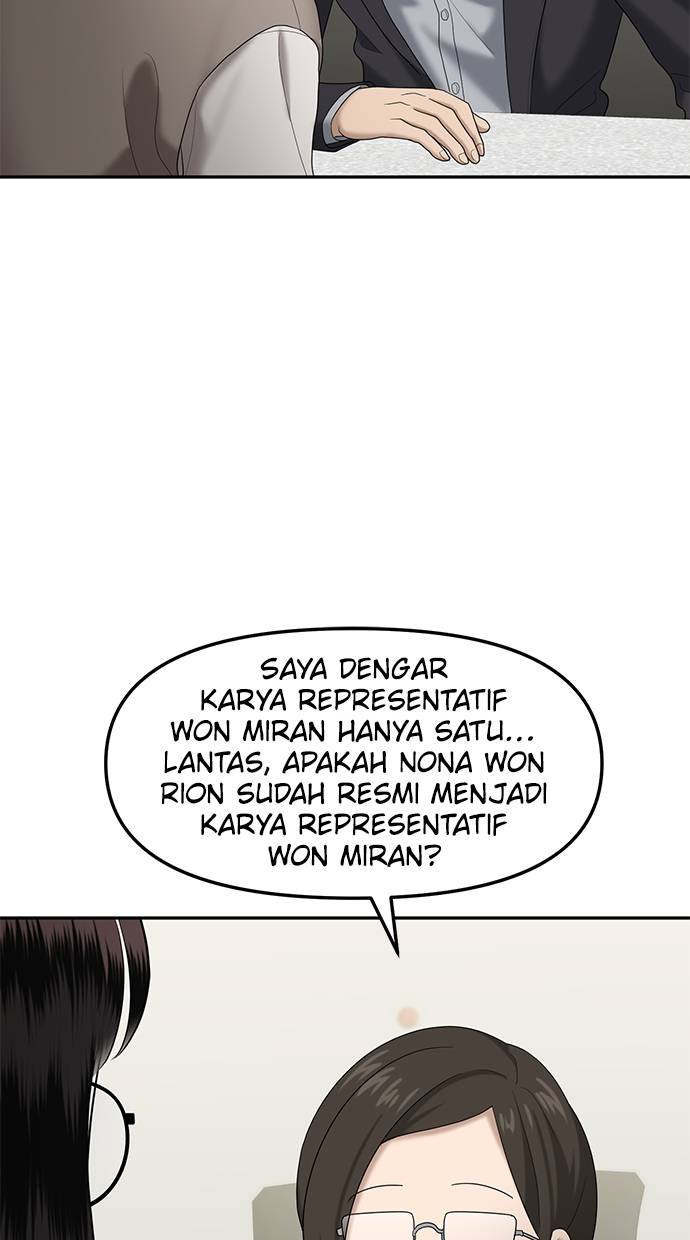 SAYA DENGAR
KARYA REPRESENTATIF
WON MIRAN HANYA SATU...
LANTAS, APAKAH NONA WON
RION SUDAH RESMI MENJADI
KARYA REPRESENTATIF
WON MIRAN?